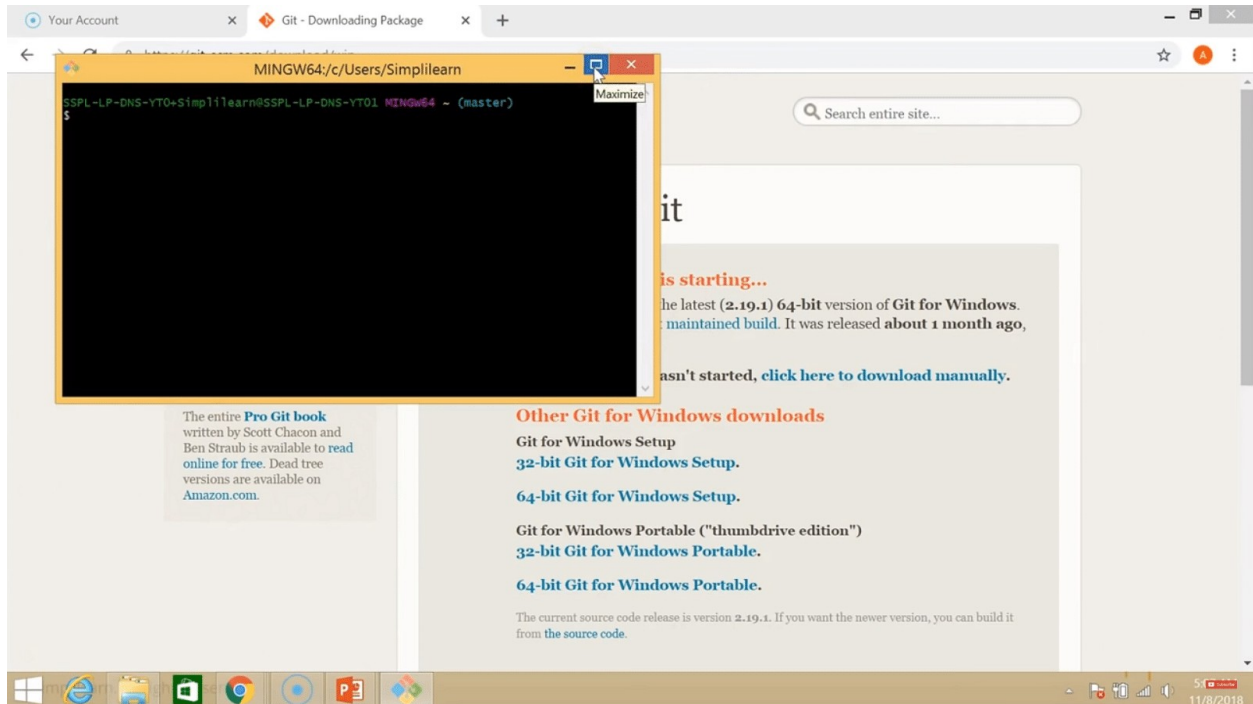 Your Account
Git - Downloading Package
MINGW64:/c/Users/Simplilearn
Maximize
SSPL-LP-DNS-YT0+Simplilearn@SSPL-LP-DNS-YT01 MINGW64 ~ (master)
$
Search entire site...
it
is starting...
he latest (2.19.1) 64-bit version of Git for Windows.
maintained build. It was released about 1 month ago,
asn't started, click here to download manually.
The entire Pro Git book
written by Scott Chacon and
Ben Straub is available to read
online for free. Dead tree
versions are available on
Amazon.com.
Other Git for Windows downloads
Git for Windows Setup
32-bit Git for Windows Setup.
64-bit Git for Windows Setup.
Git for Windows Portable ("thumbdrive edition")
32-bit Git for Windows Portable.
64-bit Git for Windows Portable.
The current source code release is version 2.19.1. If you want the newer version, you can build it
from the source code.
11/8/2018